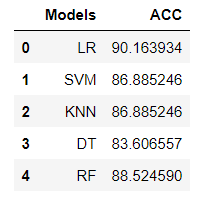 Models ACC
0 LR 90.163934
1 SVM 86.885246
2 KNN 86.885246
3 DT 83.606557
4 RF 88.524590